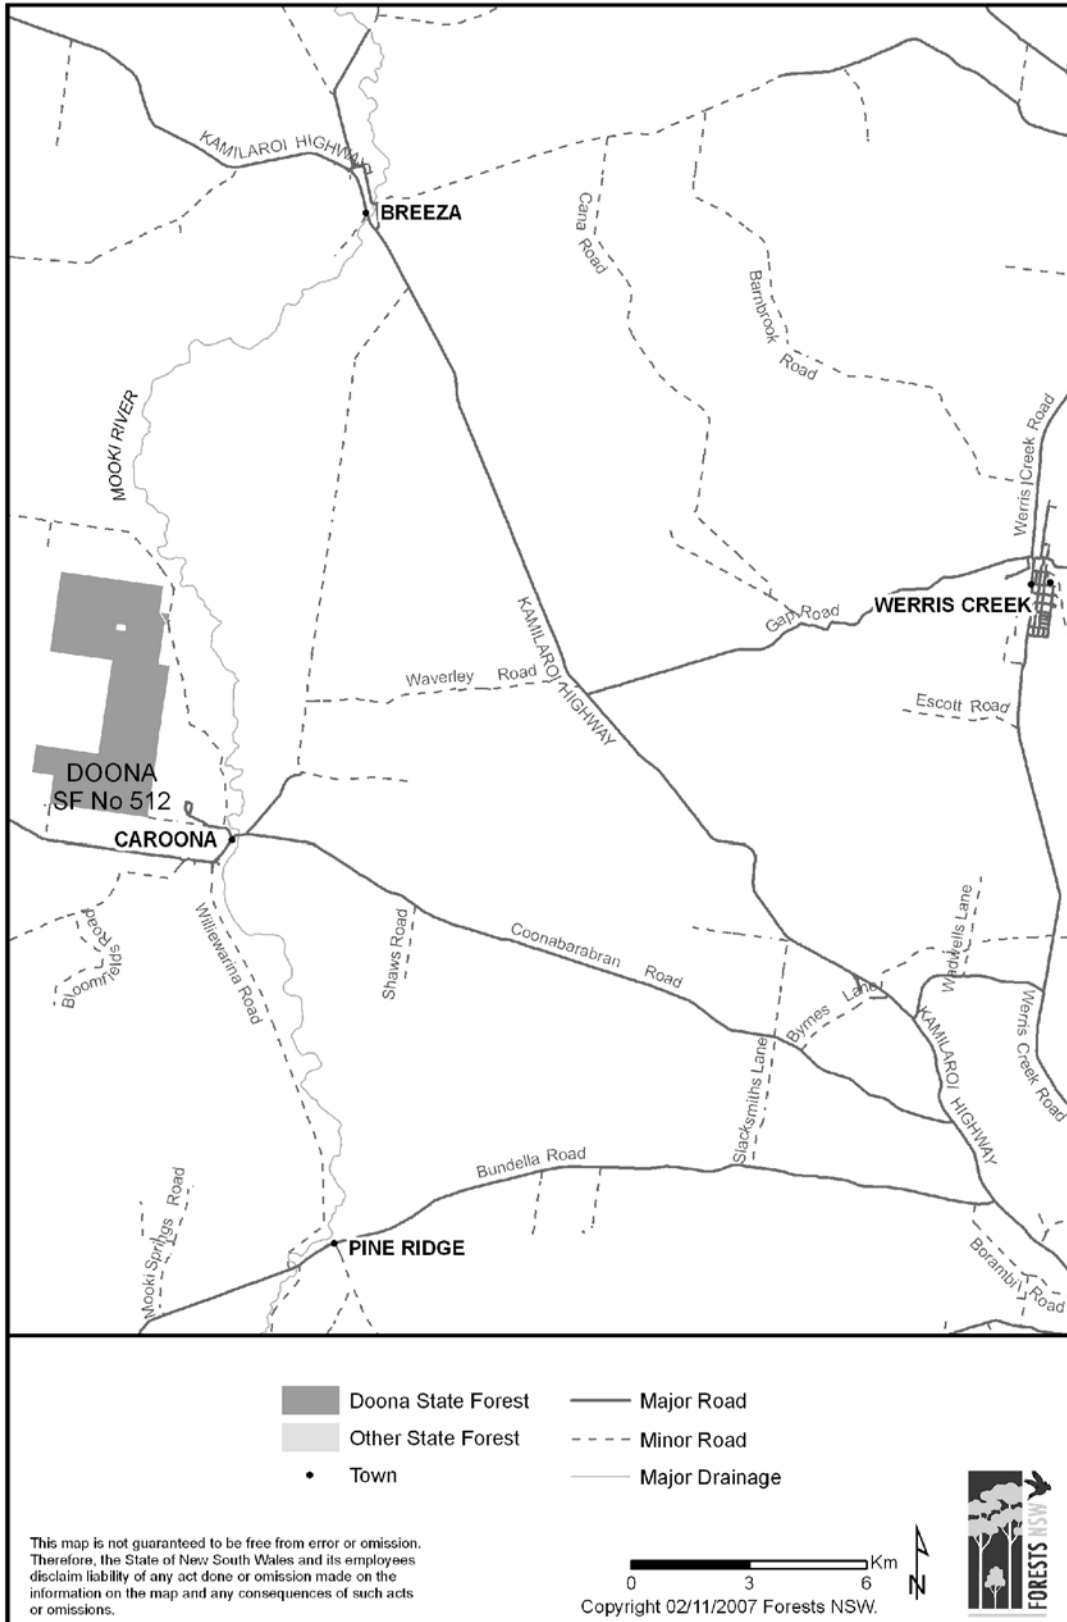 KAMILAROI HIGHWAY
BREEZA
Cana Road
Barnbrook Road
MOOKI RIVER
Werris Creek Road
KAMILAROI HIGHWAY
WERRIS CREEK
Gap Road
Waverley Road
Escott Road
DOONA
SF No 512
CAROONA
Bloomfields Road
Williewarina Road
Shaws Road
Coonabarabran Road
Wadwells Lane
Byrnes Lane
Slacksmiths Lane
KAMILAROI HIGHWAY
Werris Creek Road
Bundella Road
Mooki Springs Road
PINE RIDGE
Borambil Road
Doona State Forest
Other State Forest
Town
Major Road
Minor Road
Major Drainage
This map is not guaranteed to be free from error or omission.
Therefore, the State of New South Wales and its employees
disclaim liability of any act done or omission made on the
information on the map and any consequences of such acts
or omissions.
Km
0 3 6
Copyright 02/11/2007 Forests NSW.
N
FORESTS NSW